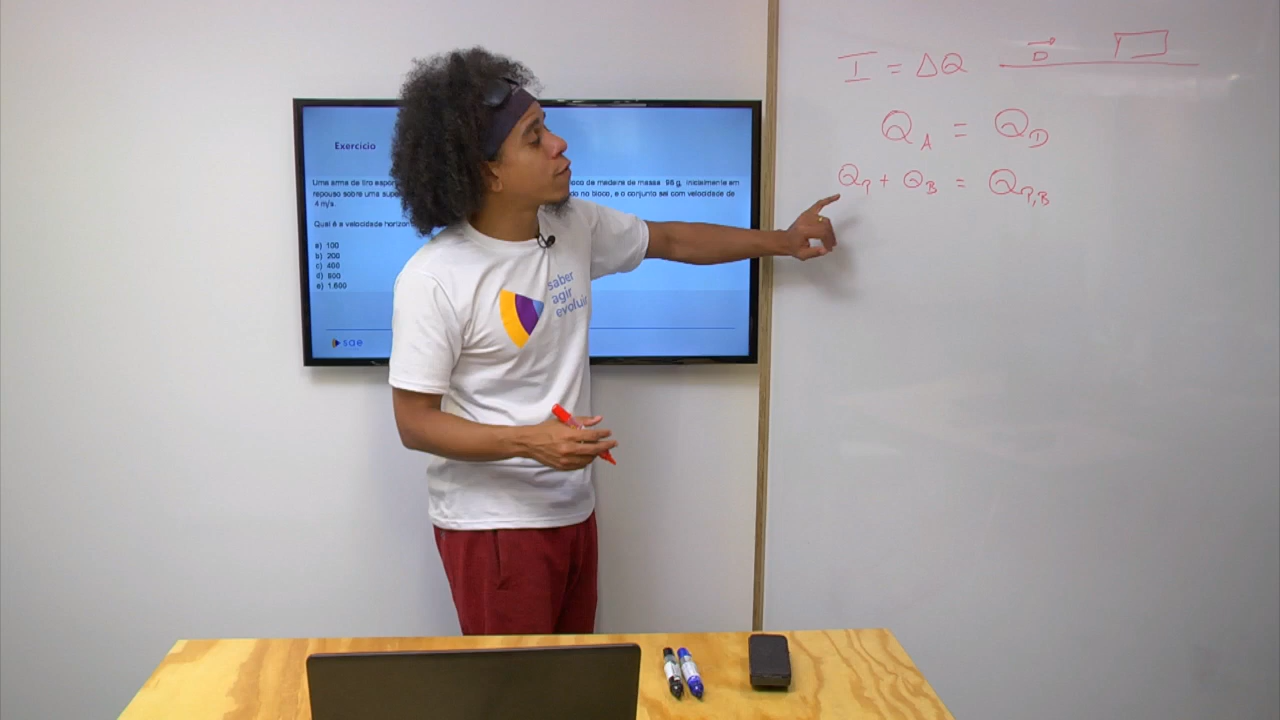 Exercício
Uma arma de tiro espor
oco de madeira de massa 96 g, inicialmente em
repouso sobre uma supe
do no bloco, e o conjunto sai com velocidade de
4 m/s.
Qual é a velocidade horizon
a) 100
b) 200
c) 400
d) 800
e) 1.600
sae
saber
agir
evoluir
I = ΔQ
Q_A = Q_D
Q_P + Q_B = Q_P,B